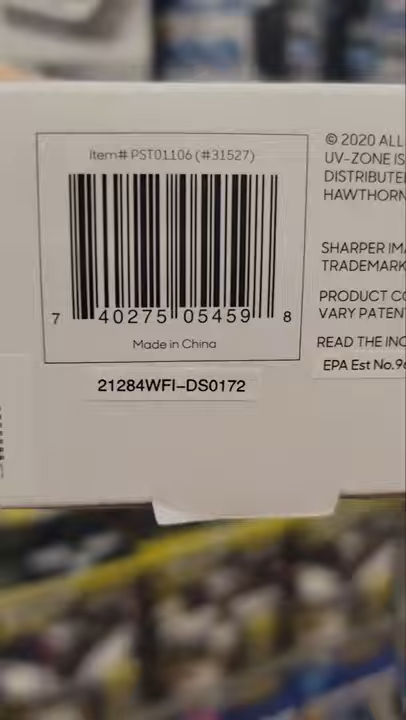 Item# PST01106 (#31527)
7 40275 05459 8
Made in China
21284WFI-DS0172
© 2020 ALL
UV-ZONE IS
DISTRIBUTE
HAWTHORN
SHARPER IM
TRADEMARK
PRODUCT CO
VARY PATEN
READ THE INC
EPA Est No.9